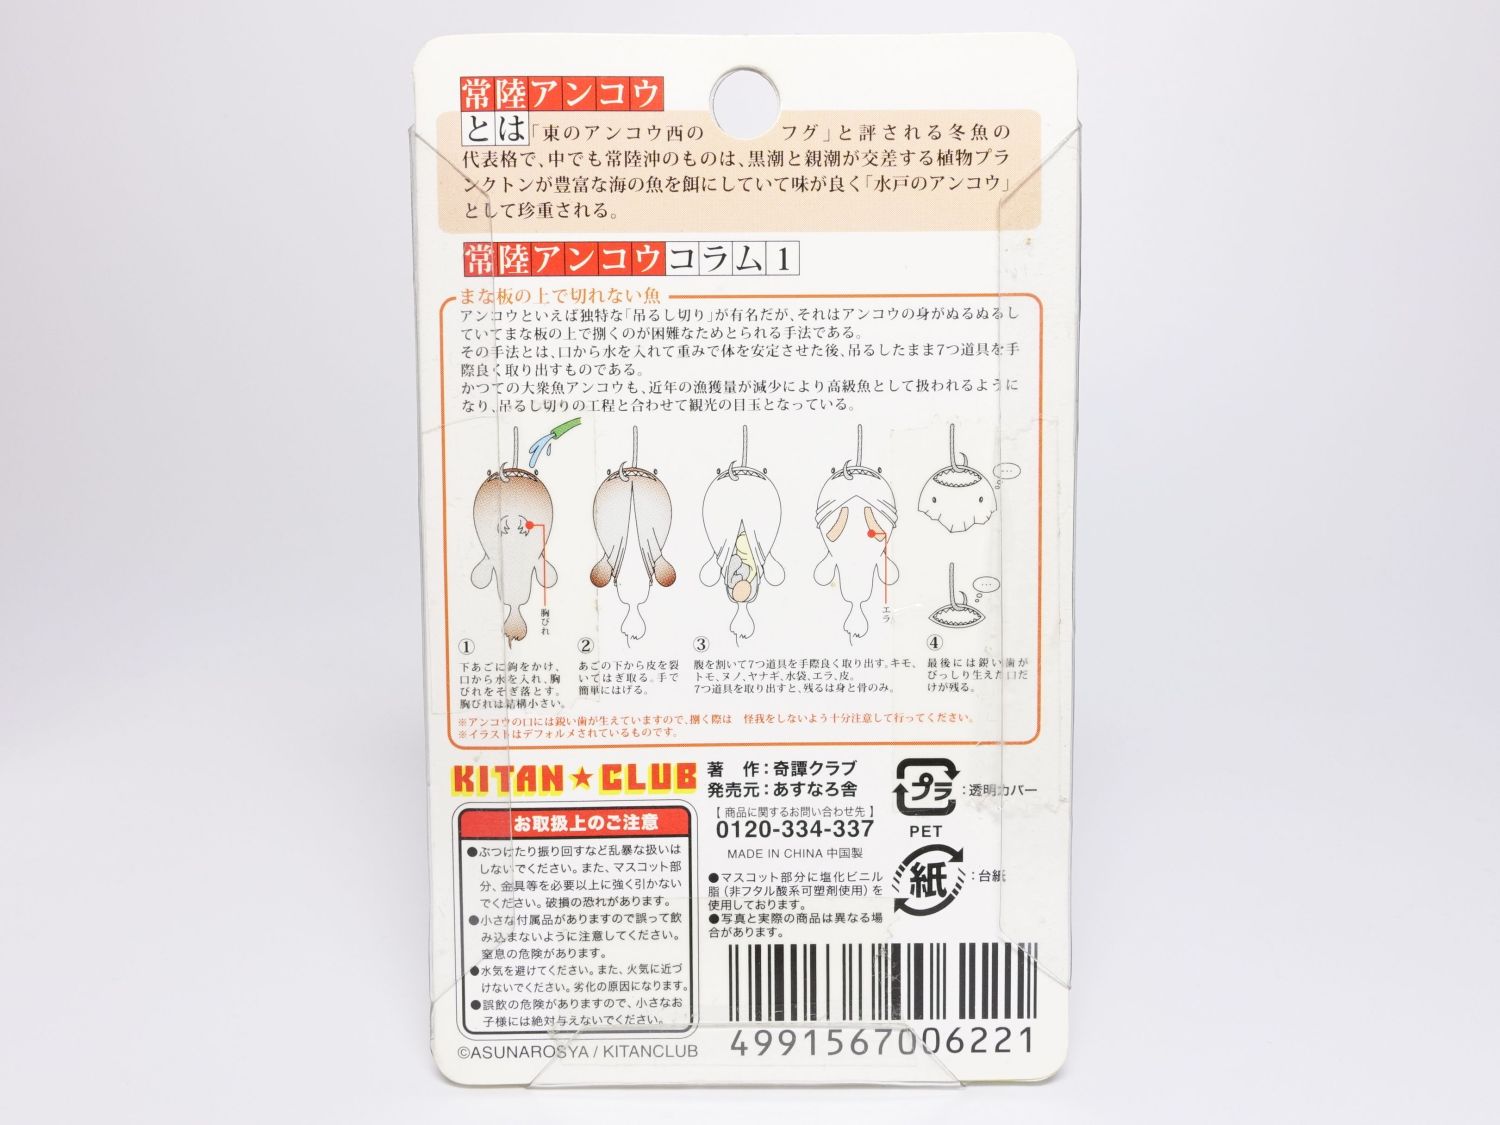 常陸アンコウ
とは「東のアンコウ西の フグ」と評される冬魚の
代表格で、中でも常陸沖のものは、黒潮と親潮が交差する植物プラ
ンクトンが豊富な海の魚を餌にしていて味が良く「水戸のアンコウ」
として珍重される。
常陸アンコウコラム1
まな板の上で切れない魚
アンコウといえば独特な「吊るし切り」が有名だが、それはアンコウの身がぬるぬるし
ていてまな板の上で捌くのが困難なためとられる手法である。
その手法とは、口から水を入れて重みで体を安定させた後、吊るしたまま7つ道具を手
際良く取り出すものである。
かつての大衆魚アンコウも、近年の漁獲量が減少により高級魚として扱われるように
なり、吊るし切りの工程と合わせて観光の目玉となっている。
胸びれ
エラ
①
下あごに鉤をかけ、
口から水を入れ、胸
びれをそぎ落とす。
胸びれは結構小さい。
②
あごの下から皮を裂
いてはぎ取る。手で
簡単にはげる。
③
腹を割いて7つ道具を手際良く取り出す。キモ、
トモ、ヌノ、ヤナギ、水袋、エラ、皮。
7つ道具を取り出すと、残るは身と骨のみ。
④
最後には鋭い歯が
びっしり生えた口だ
けが残る。
※アンコウの口には鋭い歯が生えていますので、捌く際は 怪我をしないよう十分注意して行ってください。
※イラストはデフォルメされているものです。
KITAN★CLUB
著 作：奇譚クラブ
発売元：あすなろ舎
【 商品に関するお問い合わせ先 】
0120-334-337
MADE IN CHINA 中国製
●マスコット部分に塩化ビニル
脂（非フタル酸系可塑剤使用）を
使用しております。
●写真と実際の商品は異なる場
合があります。
プラ：透明カバー
PET
紙：台紙
お取扱上のご注意
●ぶつけたり振り回すなど乱暴な扱いは
しないでください。また、マスコット部
分、金具等を必要以上に強く引かない
でください。破損の恐れがあります。
●小さな付属品がありますので誤って飲
み込まないように注意してください。
窒息の危険があります。
●水気を避けてください。また、火気に近づ
けないでください。劣化の原因になります。
●誤飲の危険がありますので、小さなお
子様には絶対与えないでください。
©ASUNAROSYA / KITANCLUB
4991567006221